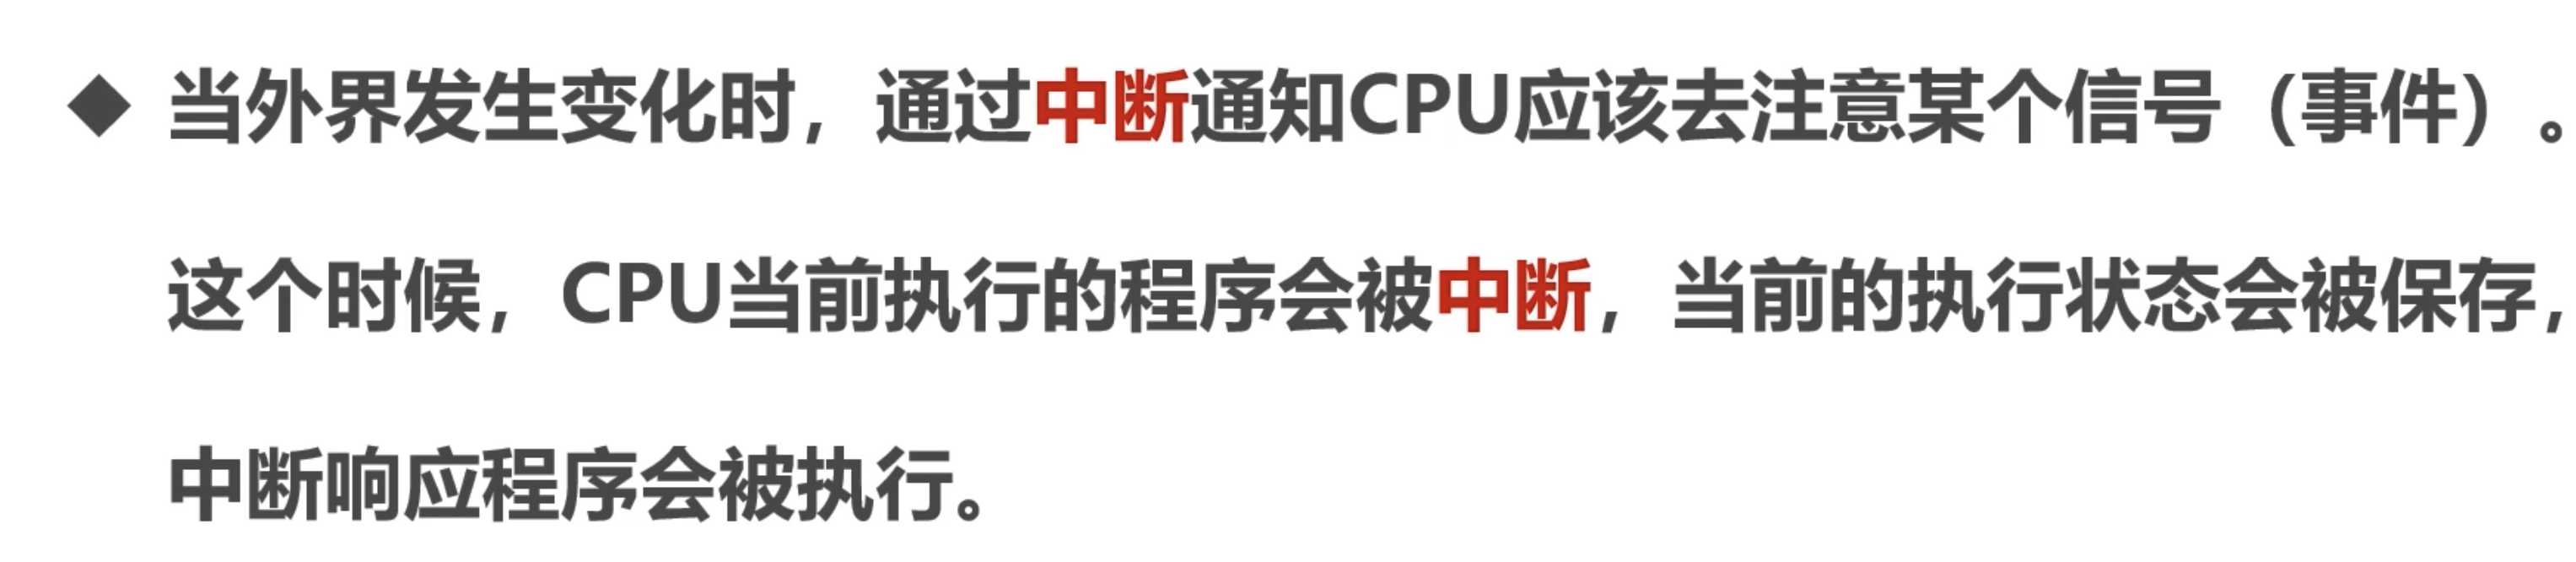 ◆ 当外界发生变化时，通过中断通知CPU应该去注意某个信号（事件）。
这个时候，CPU当前执行的程序会被中断，当前的执行状态会被保存，
中断响应程序会被执行。